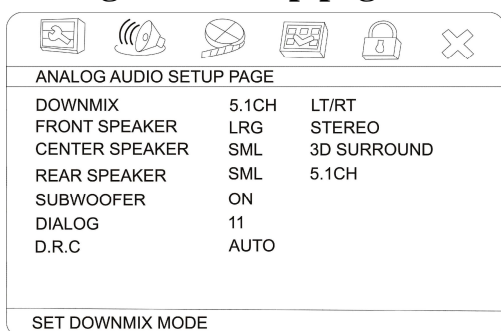 ANALOG AUDIO SETUP PAGE
DOWNMIX 5.1CH LT/RT
FRONT SPEAKER LRG STEREO
CENTER SPEAKER SML 3D SURROUND
REAR SPEAKER SML 5.1CH
SUBWOOFER ON
DIALOG 11
D.R.C AUTO
SET DOWNMIX MODE